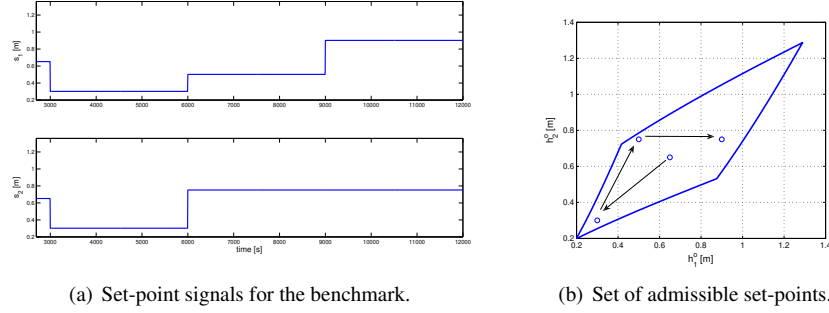 1.2
1
0.8
0.6
0.4
0.2
s1 [m]
3000 4000 5000 6000 7000 8000 9000 10000 11000 12000
1.2
1
0.8
0.6
0.4
0.2
s2 [m]
3000 4000 5000 6000 7000 8000 9000 10000 11000 12000
time [s]
(a) Set-point signals for the benchmark.
1.4
1.2
1
0.8
0.6
0.4
0.2
h2o [m]
0.2 0.4 0.6 0.8 1 1.2 1.4
h1o [m]
(b) Set of admissible set-points.